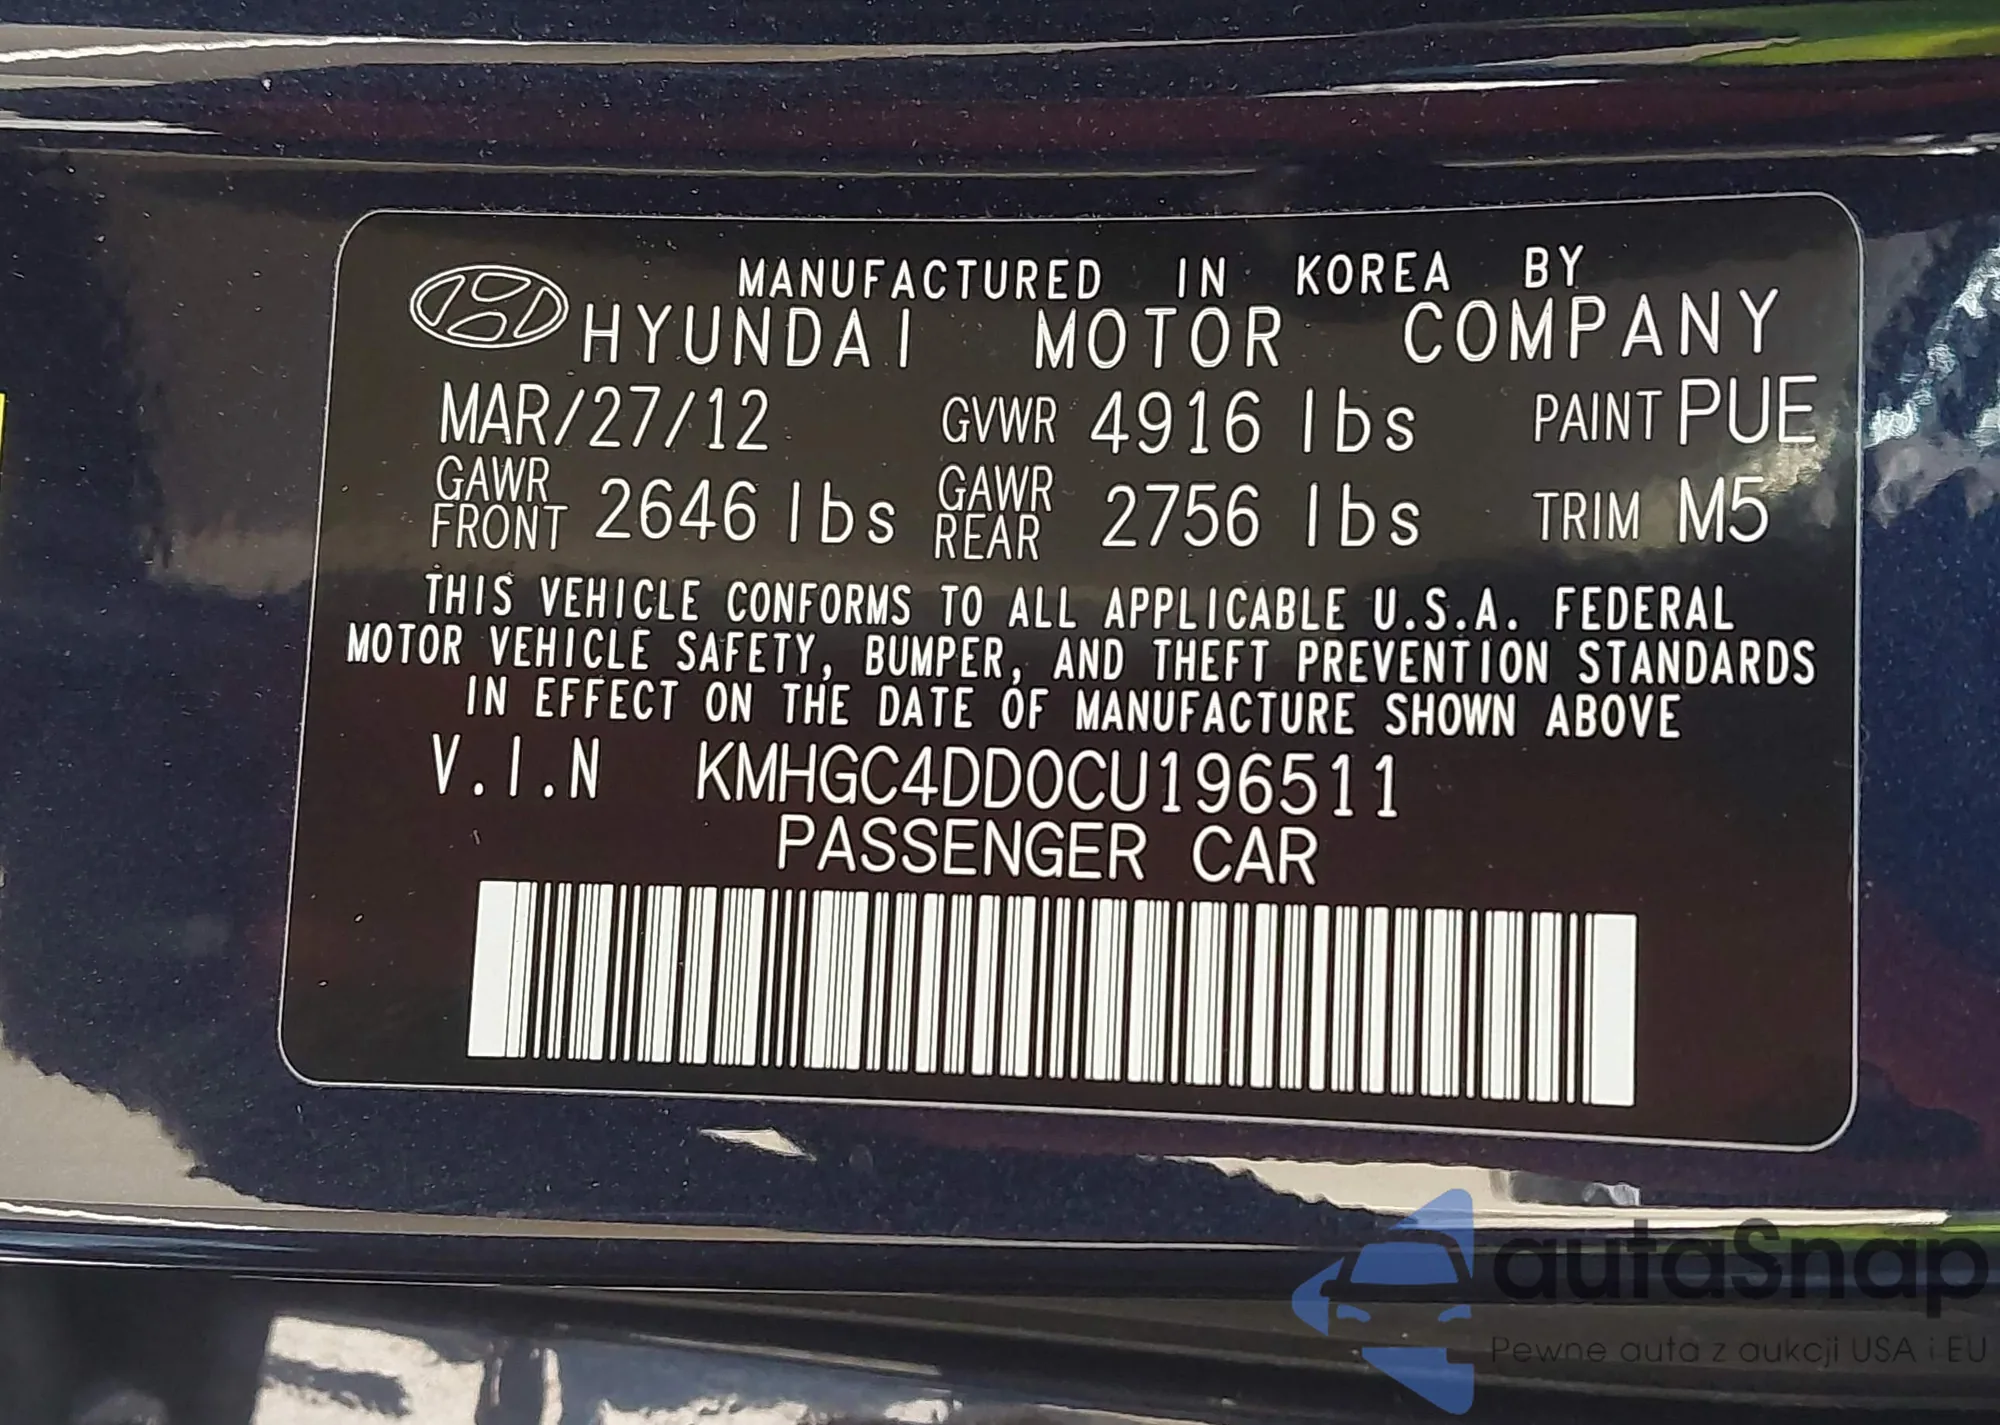 MANUFACTURED IN KOREA BY
HYUNDAI MOTOR COMPANY
MAR/27/12 GVWR 4916 lbs PAINT PUE
GAWR FRONT 2646 lbs GAWR REAR 2756 lbs TRIM M5
THIS VEHICLE CONFORMS TO ALL APPLICABLE U.S.A. FEDERAL
MOTOR VEHICLE SAFETY, BUMPER, AND THEFT PREVENTION STANDARDS
IN EFFECT ON THE DATE OF MANUFACTURE SHOWN ABOVE
V.I.N KMHGC4DD0CU196511
PASSENGER CAR
autaSnap
Pewne auta z aukcji USA i EU